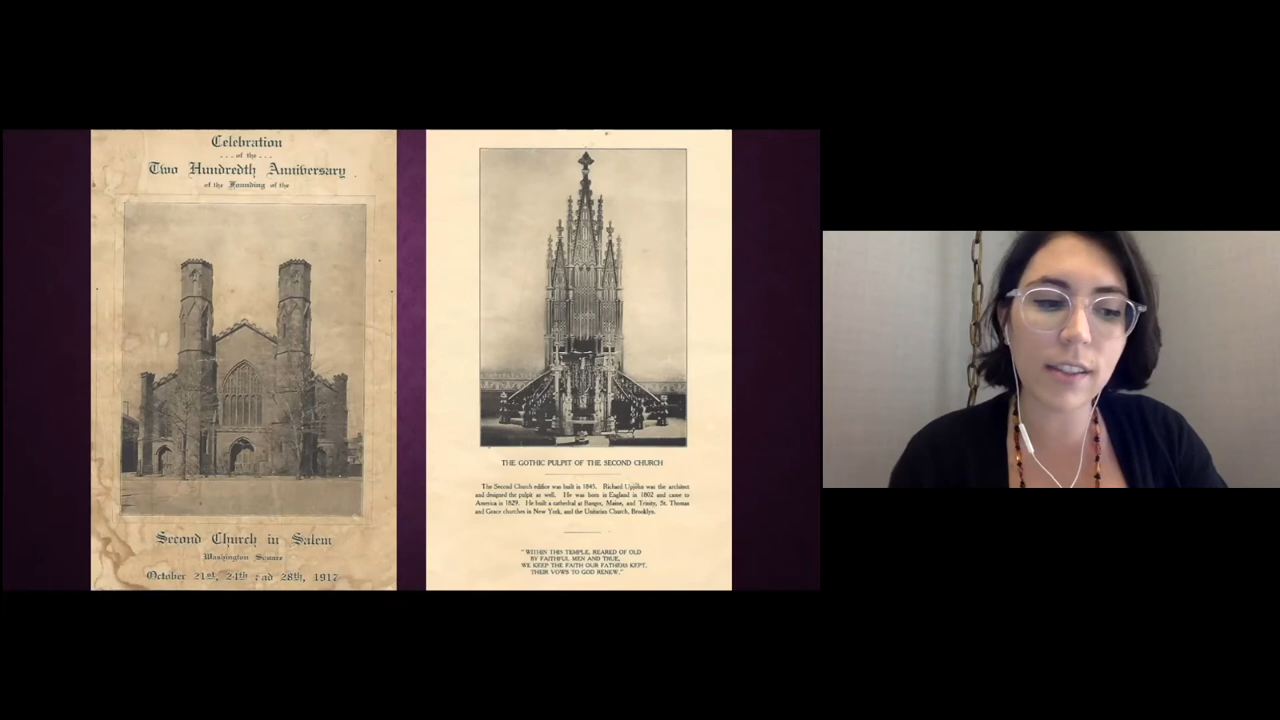 Celebration
of the
Two Hundredth Anniversary
of the Founding of the
Second Church in Salem
Washington Square
October 21st, 24th and 28th, 1917
THE GOTHIC PULPIT OF THE SECOND CHURCH
The Second Church edifice was built in 1845. Richard Upjohn was the architect
and designed the pulpit as well. He was born in England in 1802 and came to
America in 1829. He built a cathedral at Bangor, Maine, and Trinity, St. Thomas
and Grace churches in New York, and the Unitarian Church, Brooklyn.
"WITHIN THIS TEMPLE, REARED OF OLD
BY FAITHFUL MEN AND TRUE,
WE KEEP THE FAITH OUR FATHERS KEPT,
THEIR VOWS TO GOD RENEW."